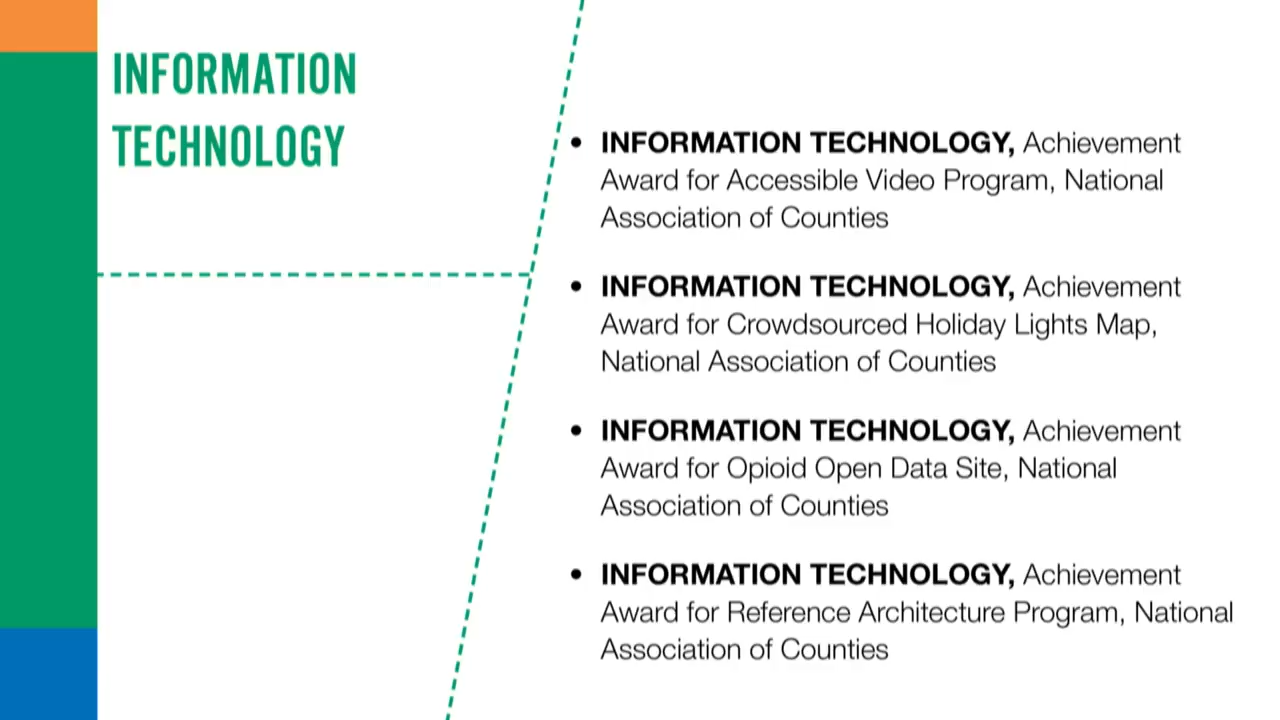 INFORMATION
TECHNOLOGY
• INFORMATION TECHNOLOGY, Achievement
Award for Accessible Video Program, National
Association of Counties
• INFORMATION TECHNOLOGY, Achievement
Award for Crowdsourced Holiday Lights Map,
National Association of Counties
• INFORMATION TECHNOLOGY, Achievement
Award for Opioid Open Data Site, National
Association of Counties
• INFORMATION TECHNOLOGY, Achievement
Award for Reference Architecture Program, National
Association of Counties